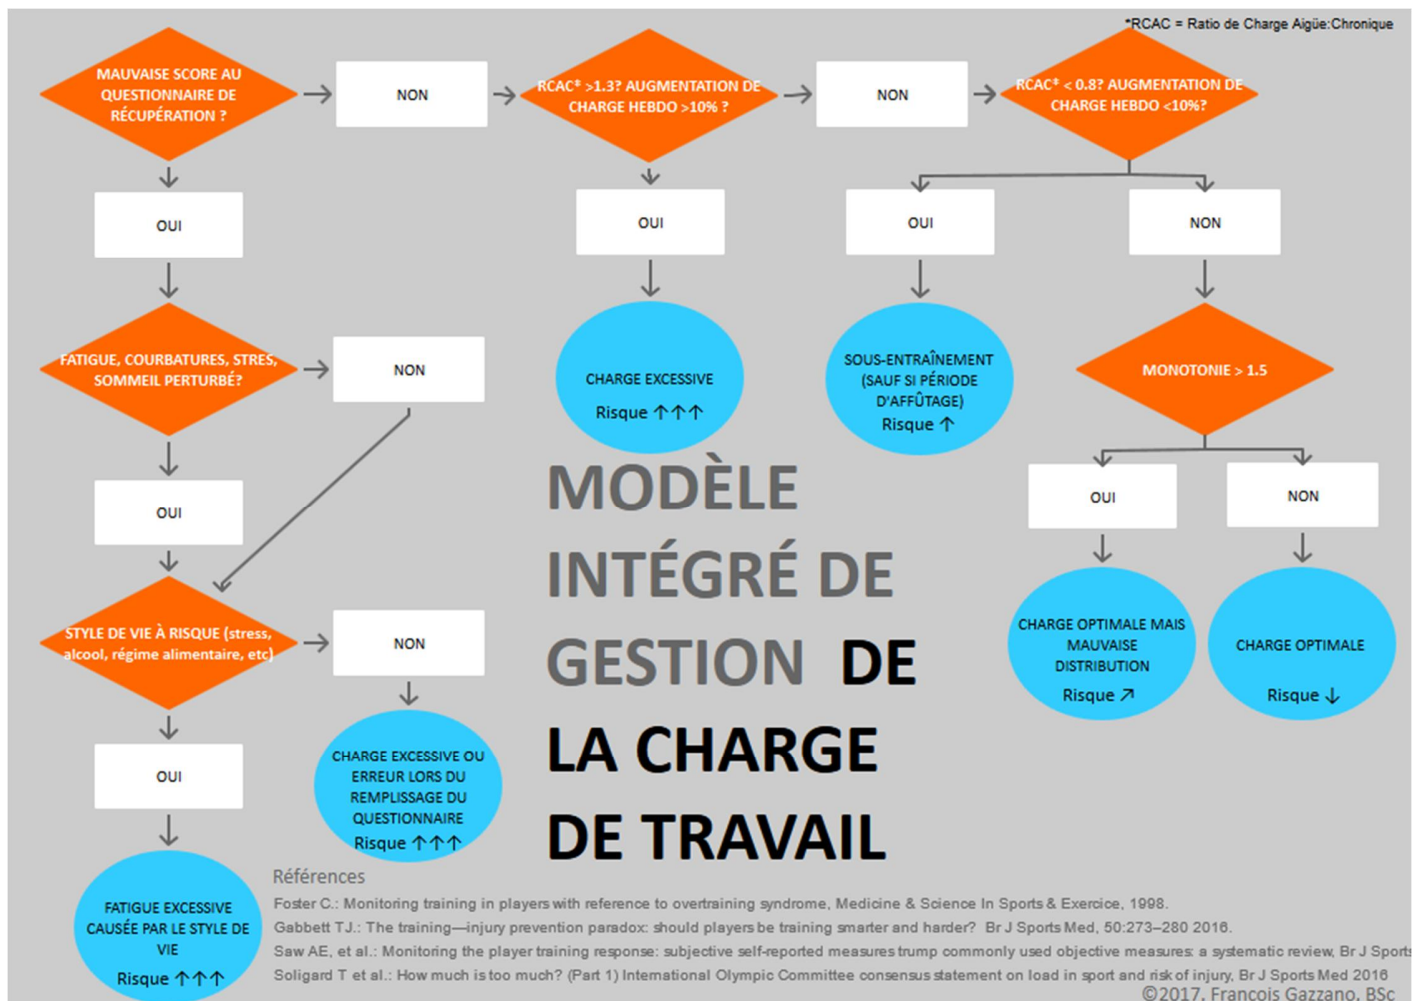 *RCAC = Ratio de Charge Aigüe:Chronique
MAUVAISE SCORE AU
QUESTIONNAIRE DE
RÉCUPÉRATION ?
NON
RCAC* >1.3? AUGMENTATION DE
CHARGE HEBDO >10% ?
NON
RCAC* < 0.8? AUGMENTATION DE
CHARGE HEBDO <10%?
OUI
OUI
OUI
NON
FATIGUE, COURBATURES, STRES,
SOMMEIL PERTURBÉ?
NON
CHARGE EXCESSIVE
Risque ↑↑↑
SOUS-ENTRAÎNEMENT
(SAUF SI PÉRIODE
D'AFFÛTAGE)
Risque ↑
MONOTONIE > 1.5
OUI
OUI
NON
MODÈLE
INTÉGRÉ DE
GESTION DE
LA CHARGE
DE TRAVAIL
STYLE DE VIE À RISQUE (stress,
alcool, régime alimentaire, etc)
NON
CHARGE OPTIMALE MAIS
MAUVAISE
DISTRIBUTION
Risque ↗
CHARGE OPTIMALE
Risque ↓
OUI
CHARGE EXCESSIVE OU
ERREUR LORS DU
REMPLISSAGE DU
QUESTIONNAIRE
Risque ↑↑↑
FATIGUE EXCESSIVE
CAUSÉE PAR LE STYLE DE
VIE
Risque ↑↑↑
Références
Foster C.: Monitoring training in players with reference to overtraining syndrome, Medicine & Science In Sports & Exercice, 1998.
Gabbett TJ.: The training—injury prevention paradox: should players be training smarter and harder? Br J Sports Med, 50:273–280 2016.
Saw AE, et al.: Monitoring the player training response: subjective self-reported measures trump commonly used objective measures: a systematic review, Br J Sports
Soligard T et al.: How much is too much? (Part 1) International Olympic Committee consensus statement on load in sport and risk of injury, Br J Sports Med 2016
©2017, François Gazzano, BSc